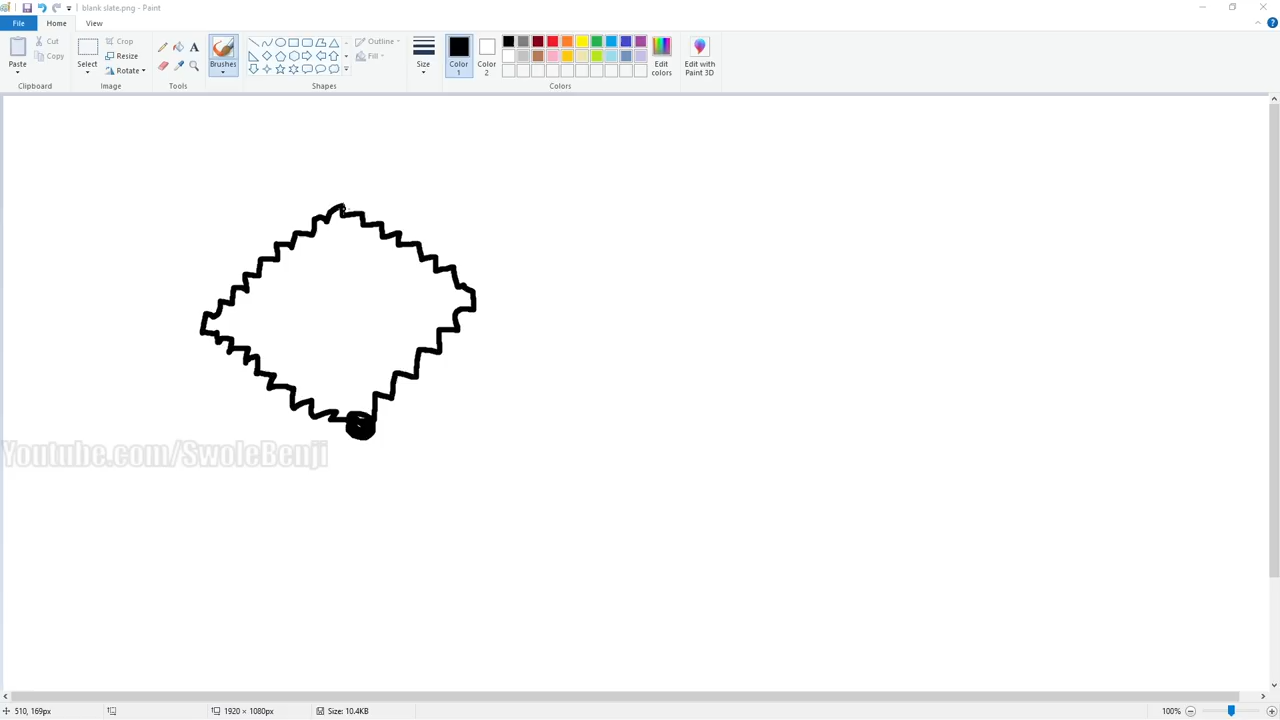 blank slate.png - Paint
File Home View
Paste Cut Copy Clipboard
Select Crop Resize Rotate Image
Tools
Brushes
Outline Fill Shapes
Size
Color 1 Color 2 Edit colors Colors
Edit with Paint 3D
Youtube.com/SwoleBenji
510, 169px 1920 × 1080px Size: 10.4KB 100%